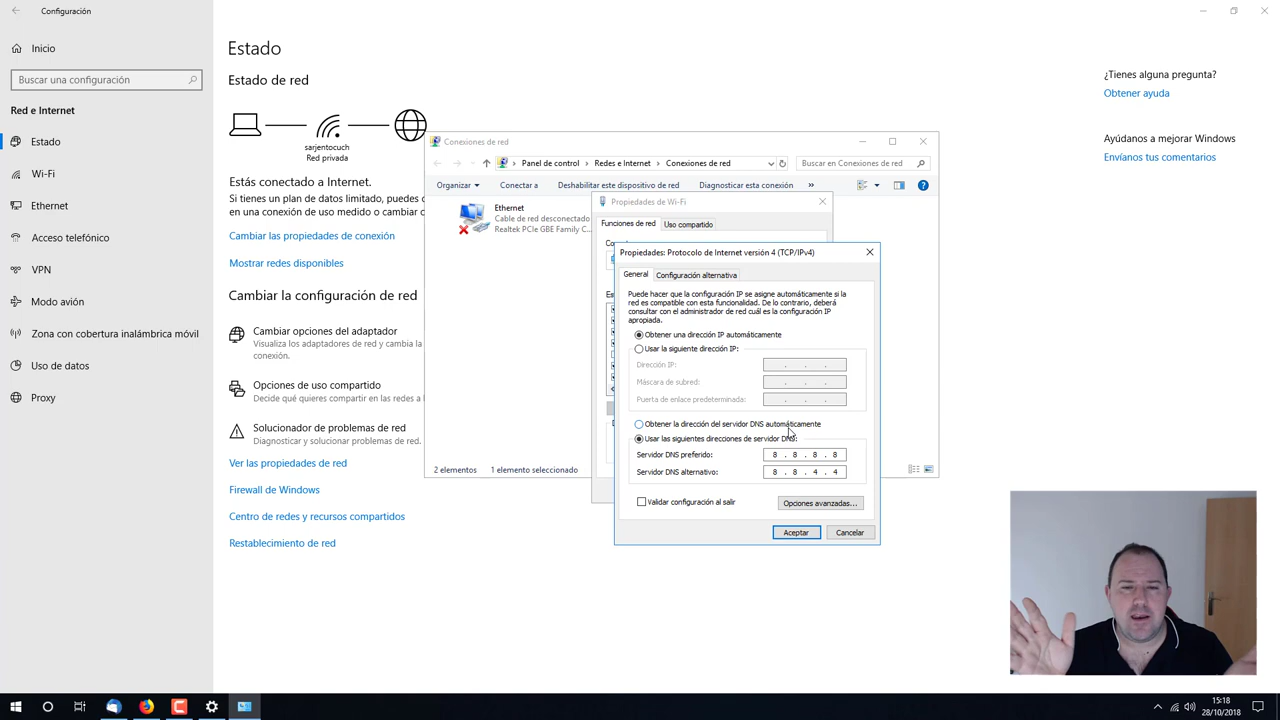 Configuración
Inicio
Buscar una configuración
Red e Internet
Estado
Wi-Fi
Ethernet
Acceso telefónico
VPN
Modo avión
Zona con cobertura inalámbrica móvil
Uso de datos
Proxy
Estado
Estado de red
sarjentocuch
Red privada
Estás conectado a Internet.
Si tienes un plan de datos limitado, puedes c
en una conexión de uso medido o cambiar c
Cambiar las propiedades de conexión
Mostrar redes disponibles
Cambiar la configuración de red
Cambiar opciones del adaptador
Visualiza los adaptadores de red y cambia la
conexión.
Opciones de uso compartido
Decide qué quieres compartir en las redes a l
Solucionador de problemas de red
Diagnosticar y solucionar problemas de red.
Ver las propiedades de red
Firewall de Windows
Centro de redes y recursos compartidos
Restablecimiento de red
¿Tienes alguna pregunta?
Obtener ayuda
Ayúdanos a mejorar Windows
Envíanos tus comentarios
Conexiones de red
Panel de control
Redes e Internet
Conexiones de red
Buscar en Conexiones de red
Organizar
Conectar a
Deshabilitar este dispositivo de red
Diagnosticar esta conexión
»
Ethernet
Cable de red desconectado
Realtek PCIe GBE Family C...
2 elementos
1 elemento seleccionado
Propiedades de Wi-Fi
Funciones de red
Uso compartido
Propiedades: Protocolo de Internet versión 4 (TCP/IPv4)
General
Configuración alternativa
Puede hacer que la configuración IP se asigne automáticamente si la
red es compatible con esta funcionalidad. De lo contrario, deberá
consultar con el administrador de red cuál es la configuración IP
apropiada.
Obtener una dirección IP automáticamente
Usar la siguiente dirección IP:
Dirección IP:
Máscara de subred:
Puerta de enlace predeterminada:
Obtener la dirección del servidor DNS automáticamente
Usar las siguientes direcciones de servidor DNS:
Servidor DNS preferido: 8 . 8 . 8 . 8
Servidor DNS alternativo: 8 . 8 . 4 . 4
Validar configuración al salir
Opciones avanzadas...
Aceptar
Cancelar
15:18
28/10/2018